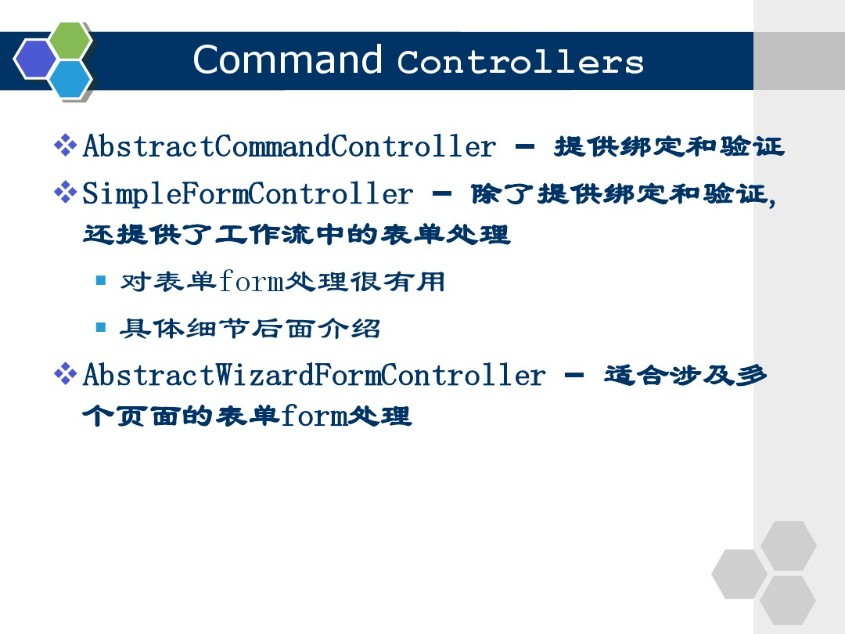 Command Controllers
AbstractCommandController – 提供绑定和验证
SimpleFormController – 除了提供绑定和验证,
还提供了工作流中的表单处理
对表单form处理很有用
具体细节后面介绍
AbstractWizardFormController – 适合涉及多
个页面的表单form处理